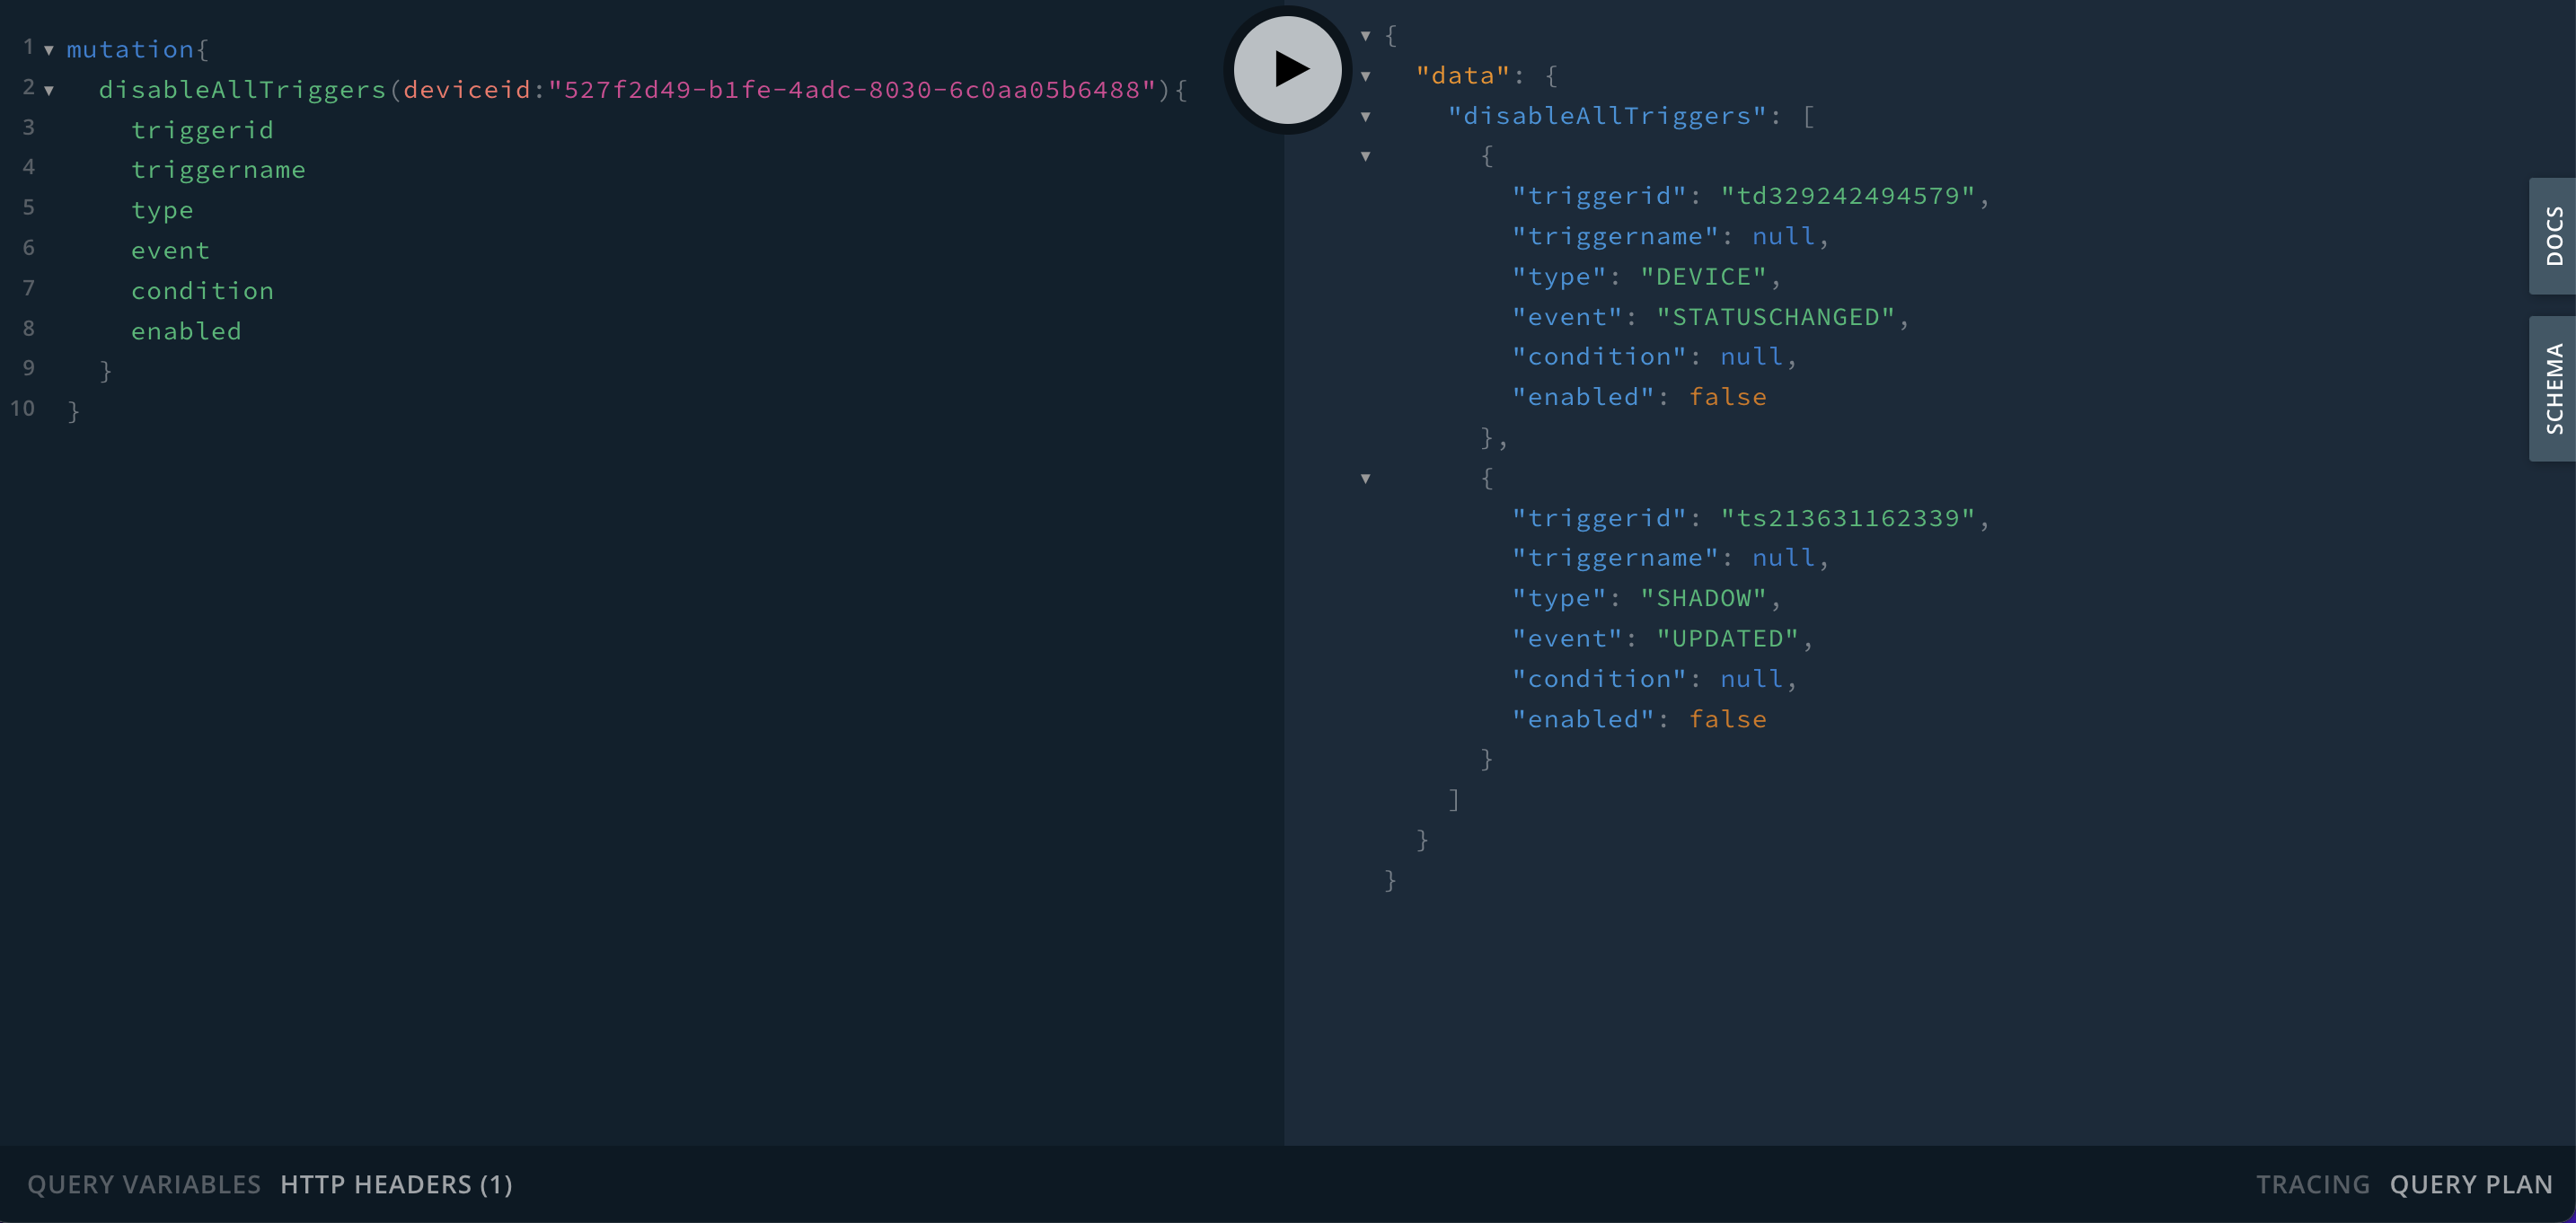 1 mutation{
2 disableAllTriggers(deviceid:"527f2d49-b1fe-4adc-8030-6c0aa05b6488"){
3 triggerid
4 triggername
5 type
6 event
7 condition
8 enabled
9 }
10 }
{
"data": {
"disableAllTriggers": [
{
"triggerid": "td329242494579",
"triggername": null,
"type": "DEVICE",
"event": "STATUSCHANGED",
"condition": null,
"enabled": false
},
{
"triggerid": "ts213631162339",
"triggername": null,
"type": "SHADOW",
"event": "UPDATED",
"condition": null,
"enabled": false
}
]
}
}
DOCS
SCHEMA
QUERY VARIABLES HTTP HEADERS (1)
TRACING QUERY PLAN